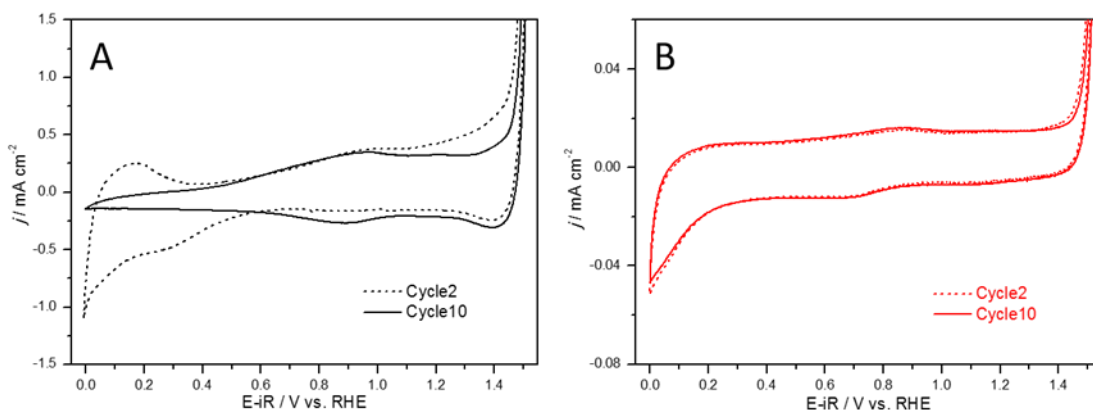 A
1.5
1.0
0.5
0.0
-0.5
-1.0
-1.5
j / mA cm⁻²
Cycle2
Cycle10
0.0 0.2 0.4 0.6 0.8 1.0 1.2 1.4
E-iR / V vs. RHE
B
0.04
0.00
-0.04
-0.08
j / mA cm⁻²
Cycle2
Cycle10
0.0 0.2 0.4 0.6 0.8 1.0 1.2 1.4
E-iR / V vs. RHE